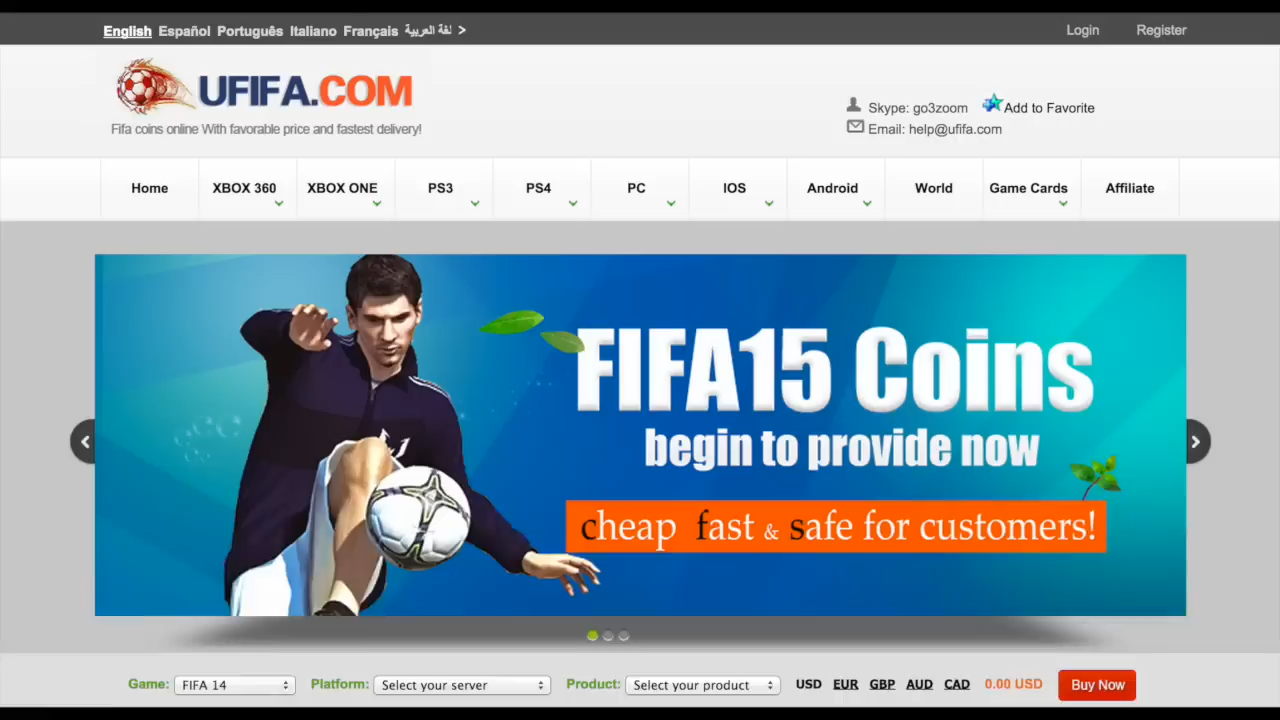 English Español Português Italiano Français لغة العربية >
Login Register
UFIFA.COM
Fifa coins online With favorable price and fastest delivery!
Skype: go3zoom Add to Favorite
Email: help@ufifa.com
Home XBOX 360 XBOX ONE PS3 PS4 PC IOS Android World Game Cards Affiliate
FIFA15 Coins
begin to provide now
cheap fast & safe for customers!
Game: FIFA 14 Platform: Select your server Product: Select your product USD EUR GBP AUD CAD 0.00 USD Buy Now